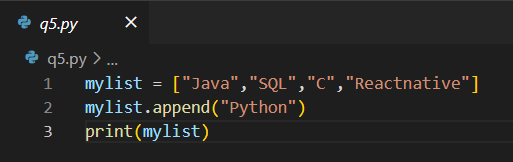 q5.py ×
q5.py > ...
1 mylist = ["Java","SQL","C","Reactnative"]
2 mylist.append("Python")
3 print(mylist)